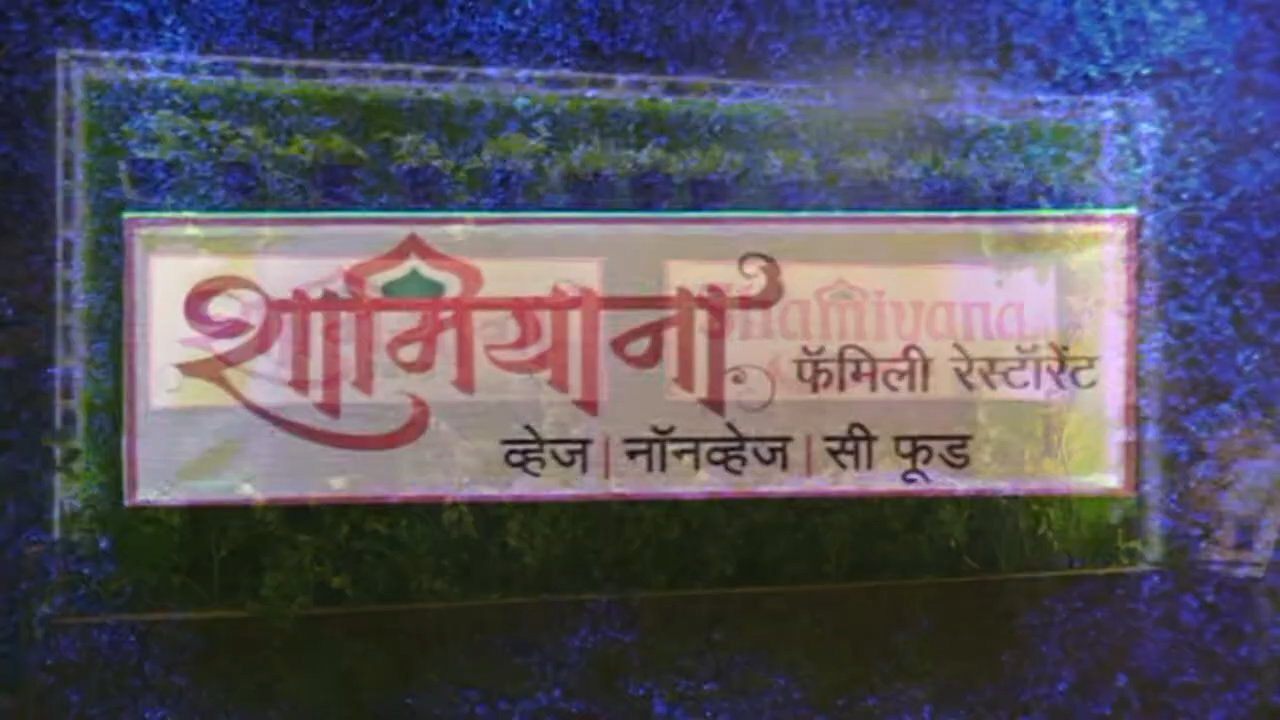 शामियाना
Shamiyana
फॅमिली रेस्टॉरेंट
व्हेज | नॉनव्हेज | सी फूड